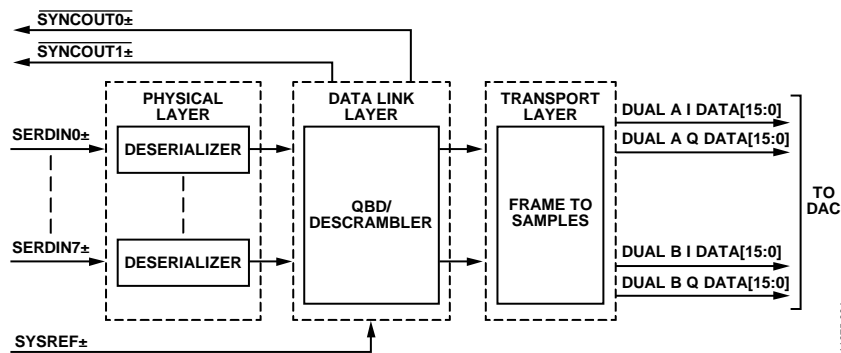 SYNCOUT0±
SYNCOUT1±
PHYSICAL
LAYER
DATA LINK
LAYER
TRANSPORT
LAYER
SERDIN0±
DESERIALIZER
QBD/
DESCRAMBLER
FRAME TO
SAMPLES
DUAL A I DATA[15:0]
DUAL A Q DATA[15:0]
TO
DAC
SERDIN7±
DESERIALIZER
DUAL B I DATA[15:0]
DUAL B Q DATA[15:0]
SYSREF±